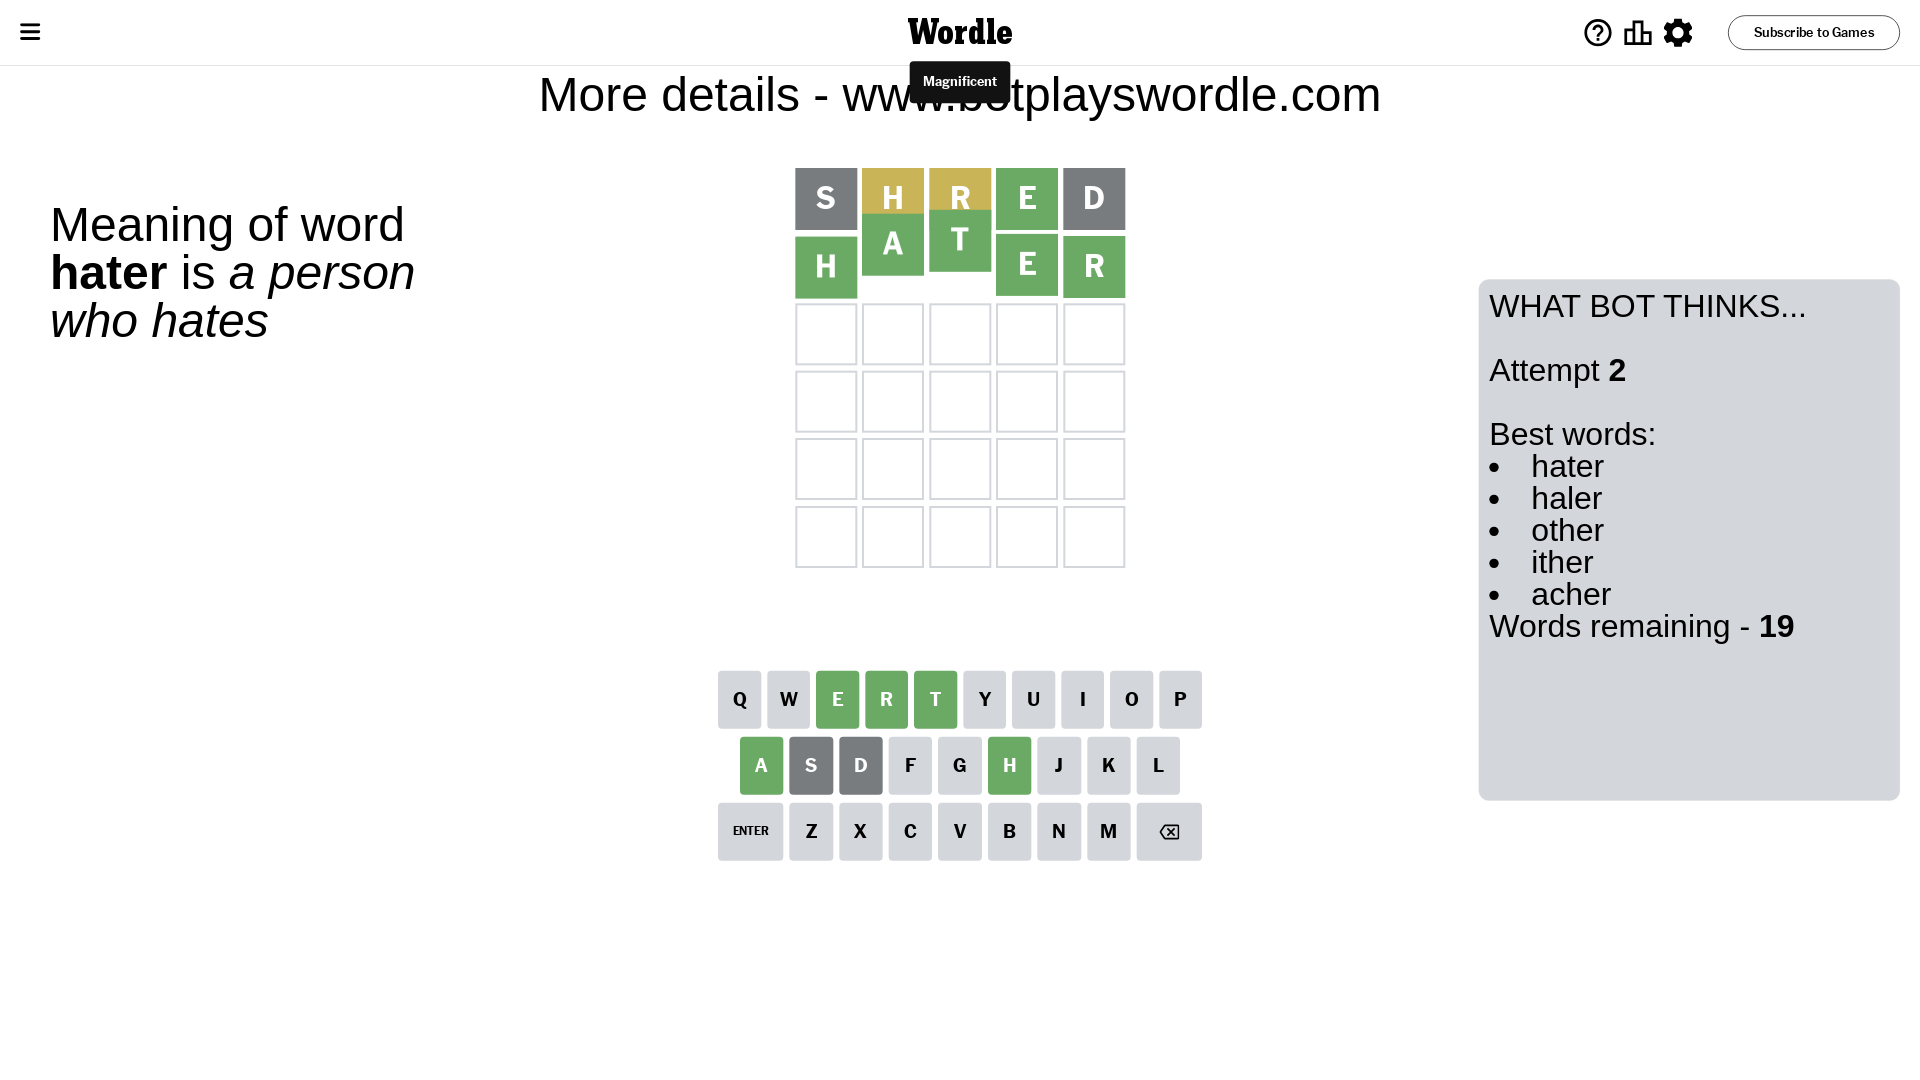 Wordle
Subscribe to Games
Magnificent
More details - www.botplayswordle.com
Meaning of word
hater is a person
who hates
S H R E D
H A T E R
WHAT BOT THINKS...
Attempt 2
Best words:
• hater
• haler
• other
• ither
• acher
Words remaining - 19
Q W E R T Y U I O P
A S D F G H J K L
ENTER Z X C V B N M